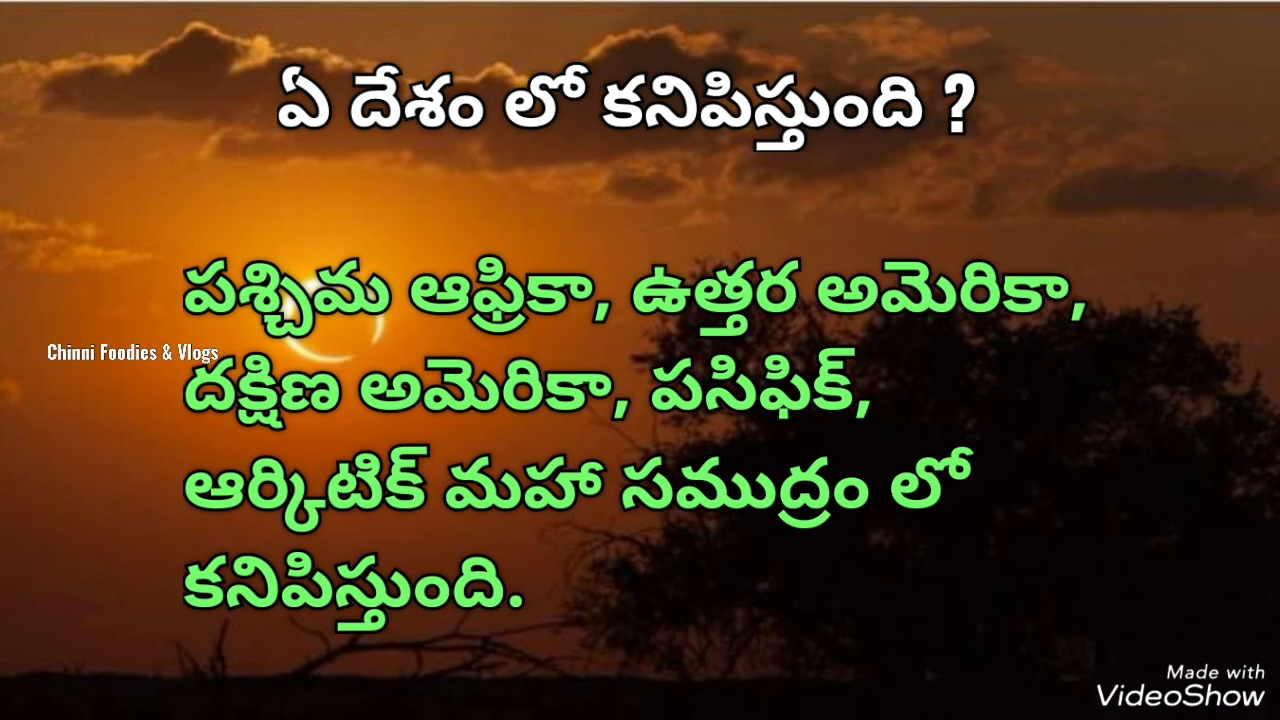 ఏ దేశం లో కనిపిస్తుంది ?
పశ్చిమ ఆఫ్రికా, ఉత్తర అమెరికా,
Chinni Foodies & Vlogs
దక్షిణ అమెరికా, పసిఫిక్,
ఆర్కిటిక్ మహా సముద్రం లో
కనిపిస్తుంది.
Made with
VideoShow